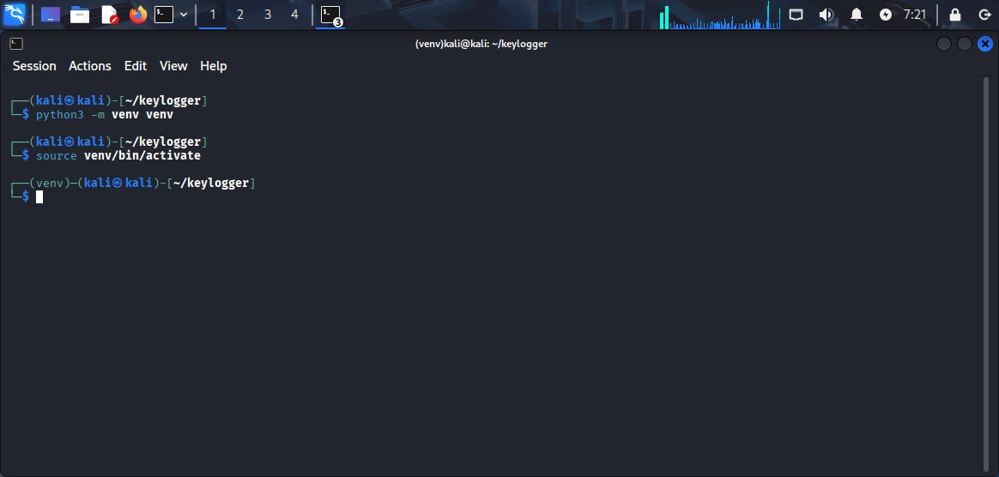 1 2 3 4 3 7:21
(venv)kali@kali: ~/keylogger
Session Actions Edit View Help
┌──(kali㉿kali)-[~/keylogger]
└─$ python3 -m venv venv
┌──(kali㉿kali)-[~/keylogger]
└─$ source venv/bin/activate
┌──(venv)─(kali㉿kali)-[~/keylogger]
└─$